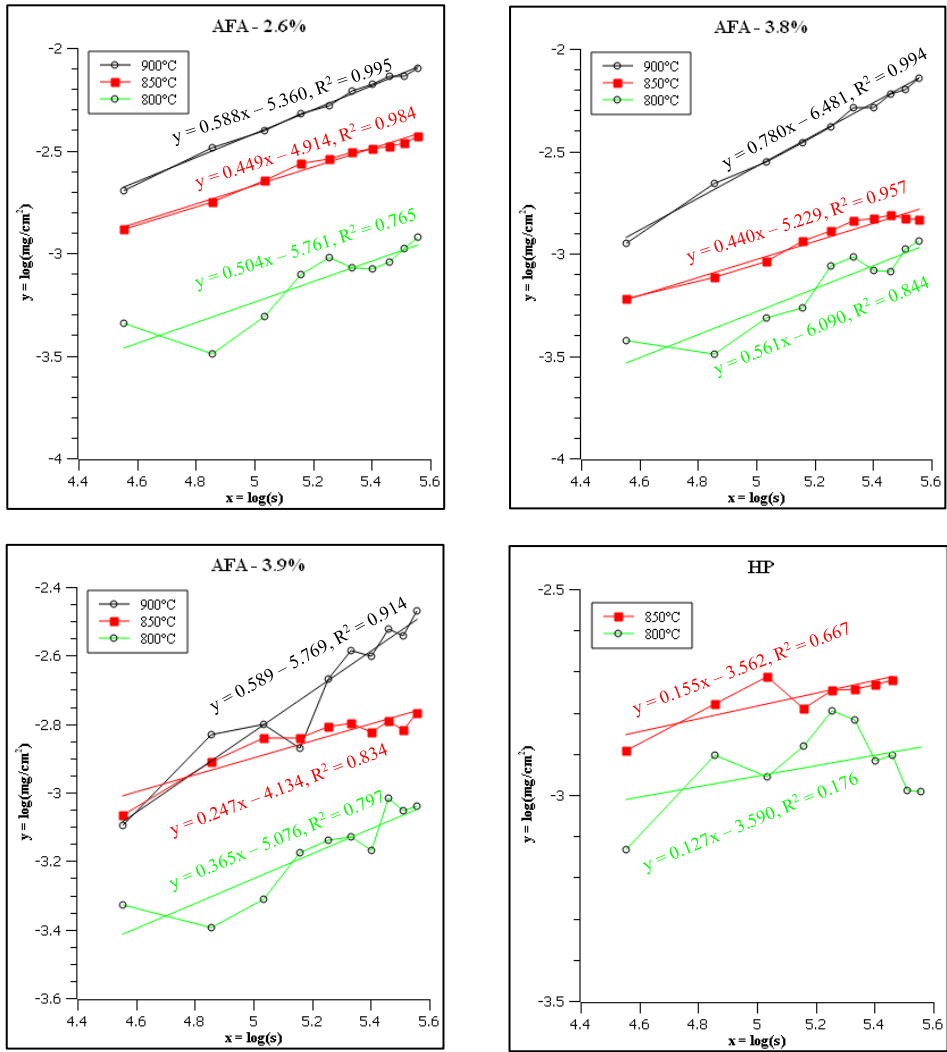 AFA - 2.6%
900°C
850°C
800°C
y = 0.588x – 5.360, R² = 0.995
y = 0.449x – 4.914, R² = 0.984
y = 0.504x – 5.761, R² = 0.765
-2
-2.5
-3
-3.5
-4
y = log(mg/cm²)
4.4 4.6 4.8 5 5.2 5.4 5.6
x = log(s)
AFA - 3.8%
900°C
850°C
800°C
y = 0.780x – 6.481, R² = 0.994
y = 0.440x – 5.229, R² = 0.957
y = 0.561x – 6.090, R² = 0.844
-2
-2.5
-3
-3.5
-4
y = log(mg/cm²)
4.4 4.6 4.8 5 5.2 5.4 5.6
x = log(s)
AFA - 3.9%
900°C
850°C
800°C
y = 0.589 – 5.769, R² = 0.914
y = 0.247x – 4.134, R² = 0.834
y = 0.365x – 5.076, R² = 0.797
-2.4
-2.6
-2.8
-3
-3.2
-3.4
-3.6
y = log(mg/cm²)
4.4 4.6 4.8 5 5.2 5.4 5.6
x = log(s)
HP
850°C
800°C
y = 0.155x – 3.562, R² = 0.667
y = 0.127x – 3.590, R² = 0.176
-2.5
-3
-3.5
y = log(mg/cm²)
4.4 4.6 4.8 5 5.2 5.4 5.6
x = log(s)